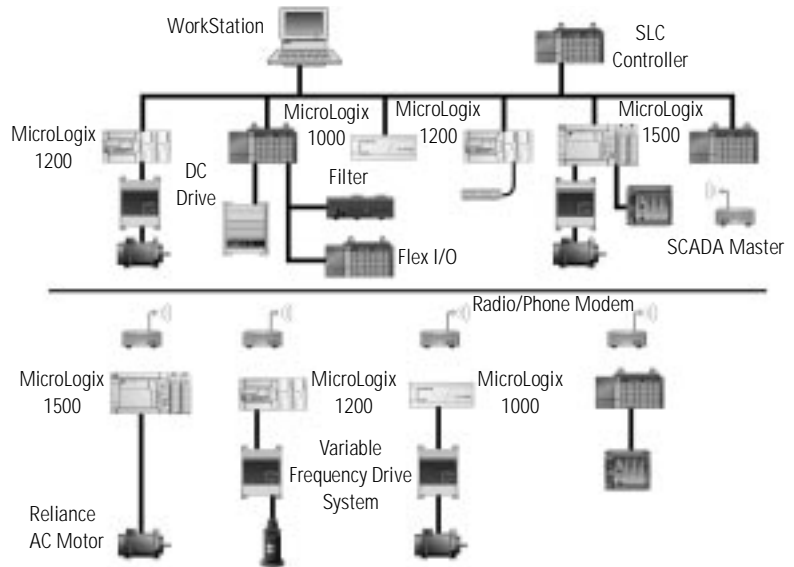 WorkStation
SLC
Controller
MicroLogix
1200
MicroLogix
1000
MicroLogix
1200
MicroLogix
1500
DC
Drive
Filter
Flex I/O
SCADA Master
Radio/Phone Modem
MicroLogix
1500
MicroLogix
1200
MicroLogix
1000
Variable
Frequency Drive
System
Reliance
AC Motor